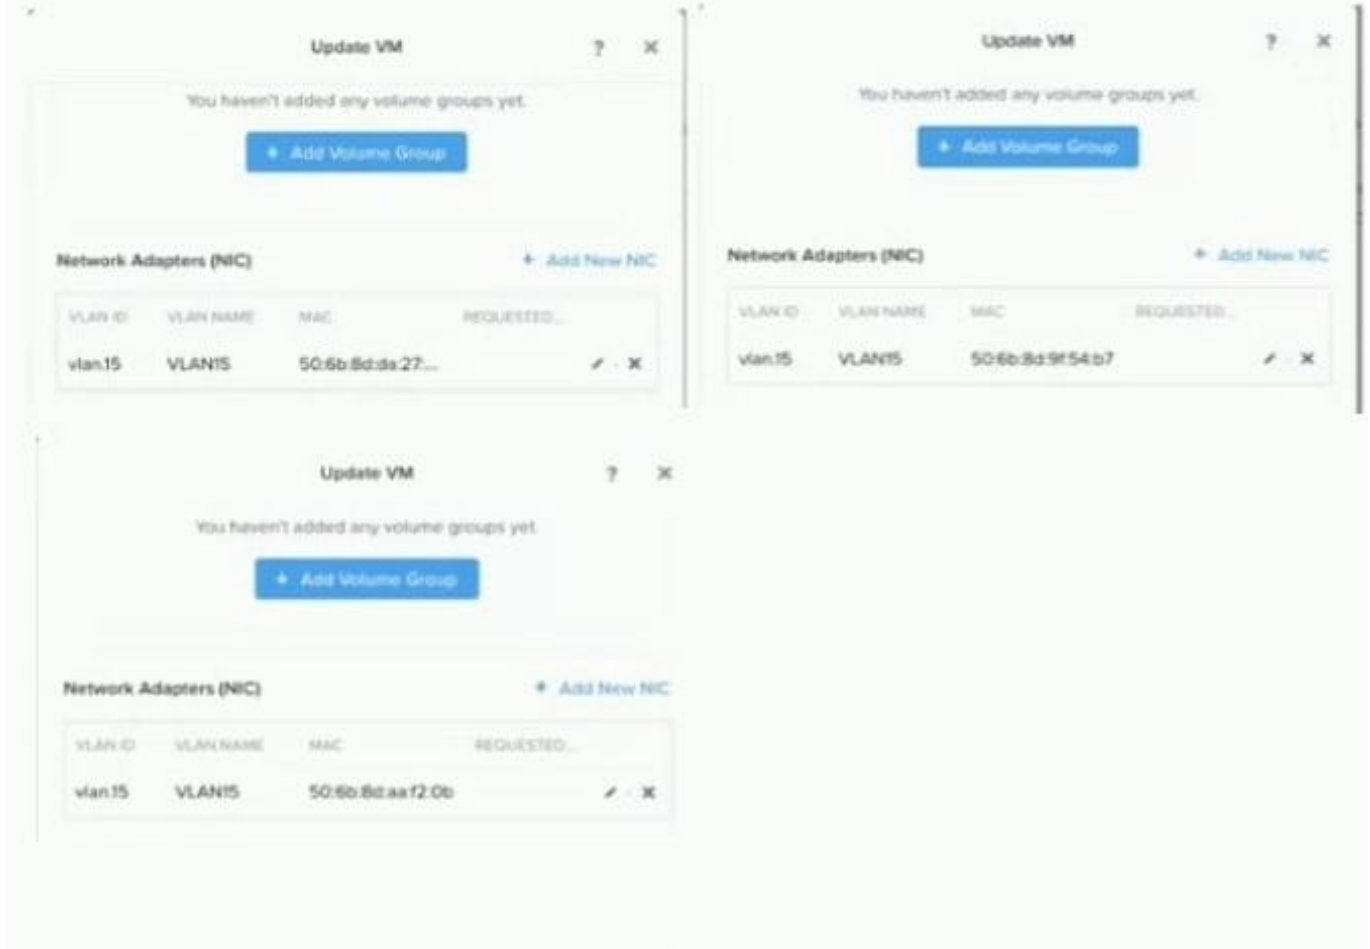 Update VM ? ×
You haven't added any volume groups yet.
+ Add Volume Group
Network Adapters (NIC) + Add New NIC
VLAN ID VLAN NAME MAC REQUESTED...
vlan.15 VLAN15 50:6b:8d:da:27:...
Update VM ? ×
You haven't added any volume groups yet.
+ Add Volume Group
Network Adapters (NIC) + Add New NIC
VLAN ID VLAN NAME MAC REQUESTED...
vlan.15 VLAN15 50:6b:8d:9f:54:b7
Update VM ? ×
You haven't added any volume groups yet.
+ Add Volume Group
Network Adapters (NIC) + Add New NIC
VLAN ID VLAN NAME MAC REQUESTED...
vlan.15 VLAN15 50:6b:8d:aa:f2:0b